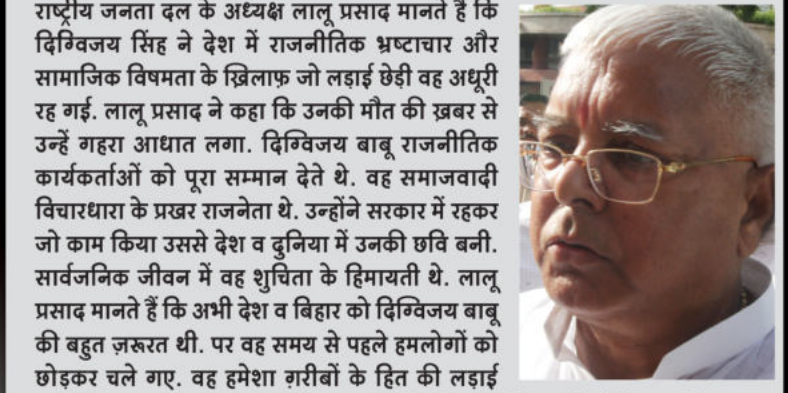 राष्ट्रीय जनता दल के अध्यक्ष लालू प्रसाद मानते हैं कि
दिग्विजय सिंह ने देश में राजनीतिक भ्रष्टाचार और
सामाजिक विषमता के ख़िलाफ़ जो लड़ाई छेड़ी वह अधूरी
रह गई. लालू प्रसाद ने कहा कि उनकी मौत की ख़बर से
उन्हें गहरा आधात लगा. दिग्विजय बाबू राजनीतिक
कार्यकर्ताओं को पूरा सम्मान देते थे. वह समाजवादी
विचारधारा के प्रखर राजनेता थे. उन्होंने सरकार में रहकर
जो काम किया उससे देश व दुनिया में उनकी छवि बनी.
सार्वजनिक जीवन में वह शुचिता के हिमायती थे. लालू
प्रसाद मानते हैं कि अभी देश व बिहार को दिग्विजय बाबू
की बहुत ज़रूरत थी. पर वह समय से पहले हमलोगों को
छोड़कर चले गए. वह हमेशा ग़रीबों के हित की लड़ाई